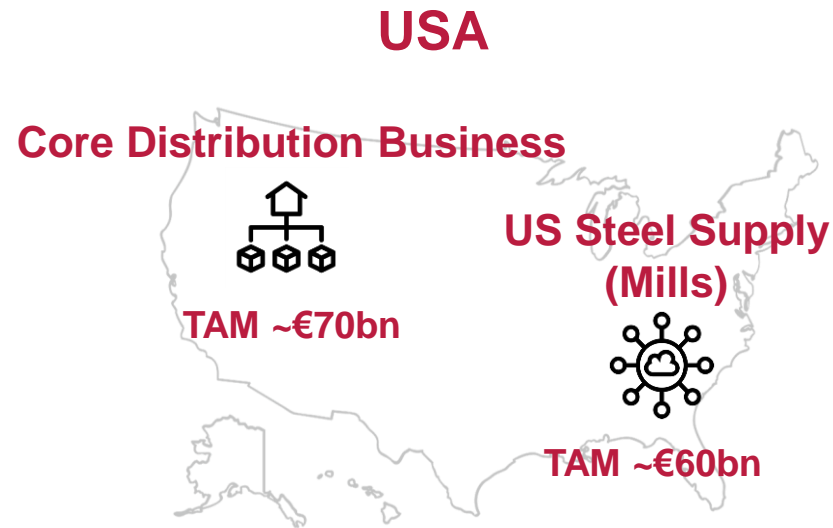 USA
Core Distribution Business
TAM ~€70bn
US Steel Supply
(Mills)
TAM ~€60bn